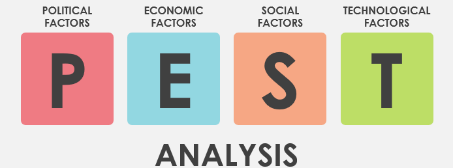 POLITICAL FACTORS
ECONOMIC FACTORS
SOCIAL FACTORS
TECHNOLOGICAL FACTORS
P E S T
ANALYSIS